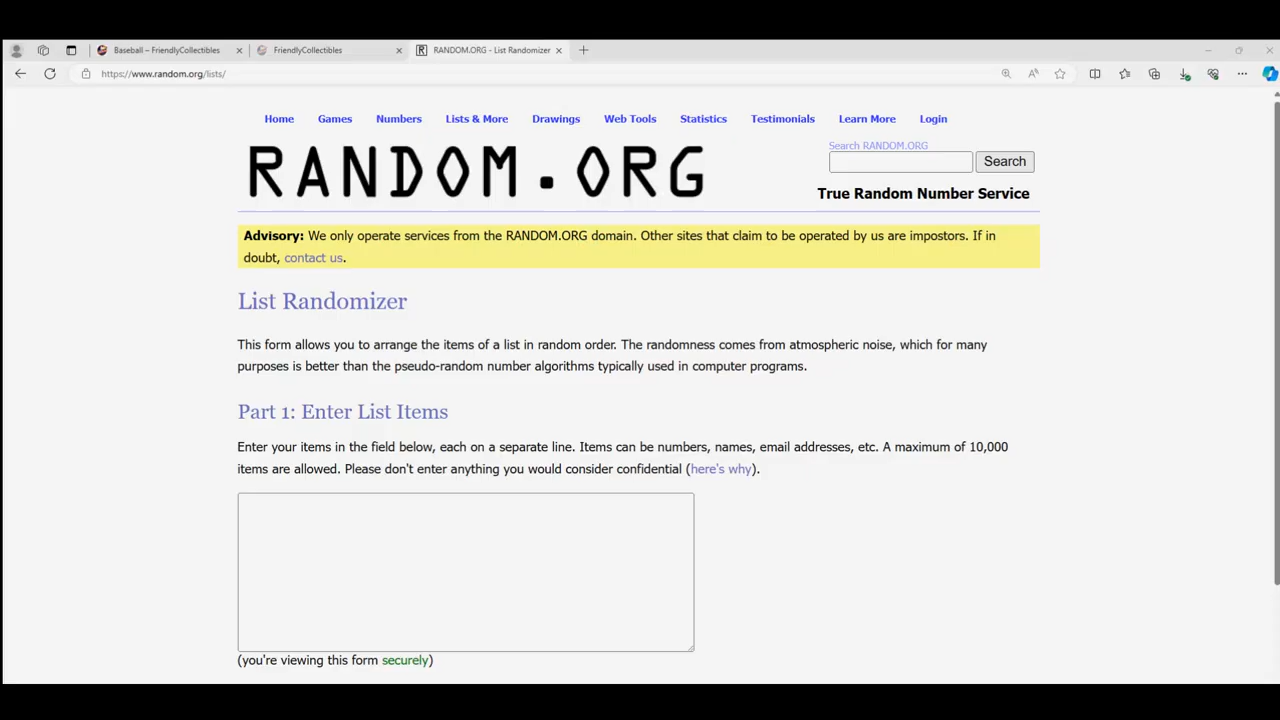 Baseball – FriendlyCollectibles
FriendlyCollectibles
RANDOM.ORG - List Randomizer
https://www.random.org/lists/
Home Games Numbers Lists & More Drawings Web Tools Statistics Testimonials Learn More Login
RANDOM.ORG
Search RANDOM.ORG
Search
True Random Number Service
Advisory: We only operate services from the RANDOM.ORG domain. Other sites that claim to be operated by us are impostors. If in
doubt, contact us.
List Randomizer
This form allows you to arrange the items of a list in random order. The randomness comes from atmospheric noise, which for many
purposes is better than the pseudo-random number algorithms typically used in computer programs.
Part 1: Enter List Items
Enter your items in the field below, each on a separate line. Items can be numbers, names, email addresses, etc. A maximum of 10,000
items are allowed. Please don't enter anything you would consider confidential (here's why).
(you're viewing this form securely)